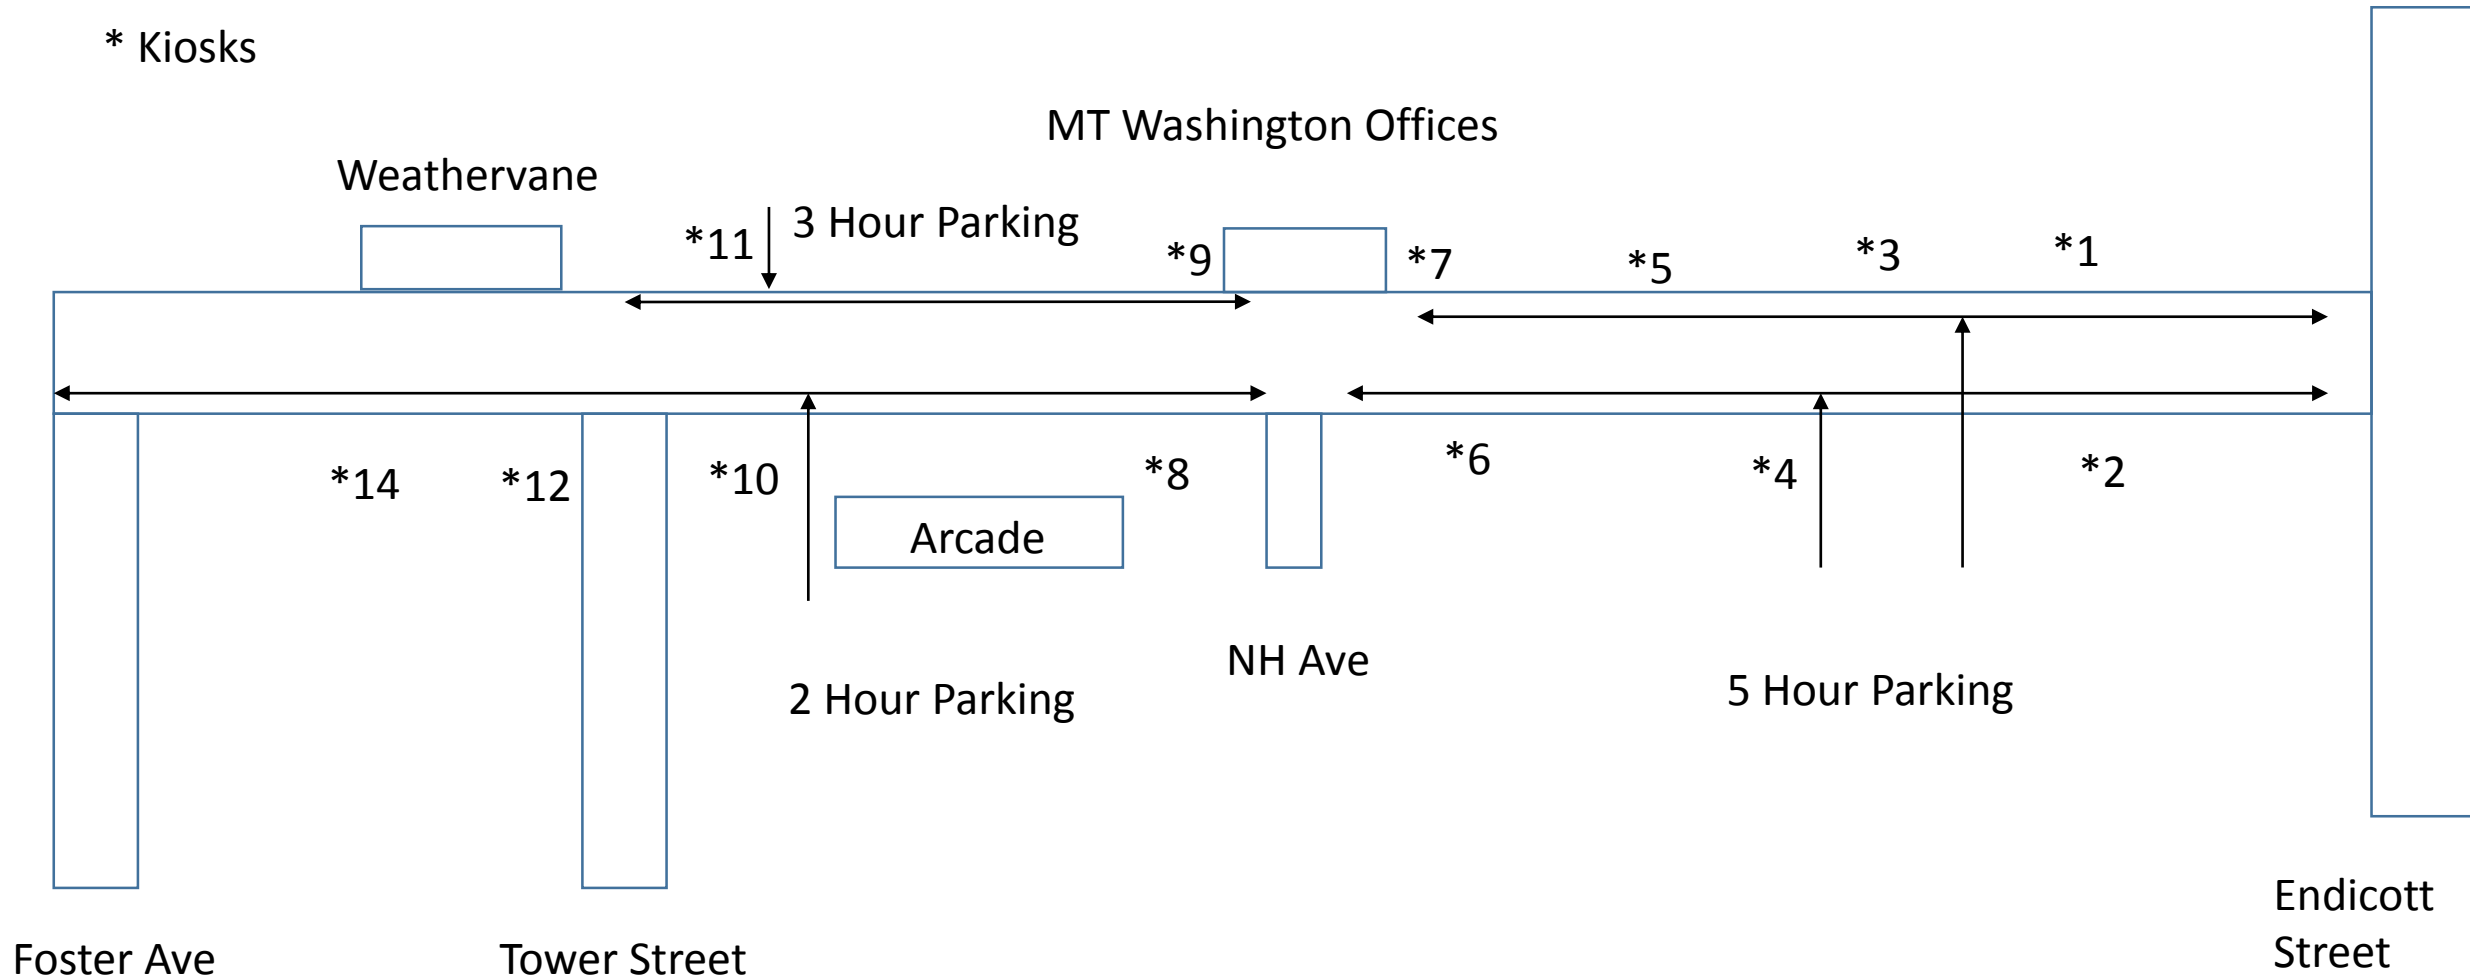 * Kiosks
MT Washington Offices
Weathervane
3 Hour Parking
*11
*9
*7
*5
*3
*1
*14
*12
*10
*8
*6
*4
*2
Arcade
NH Ave
2 Hour Parking
5 Hour Parking
Foster Ave
Tower Street
Endicott
Street